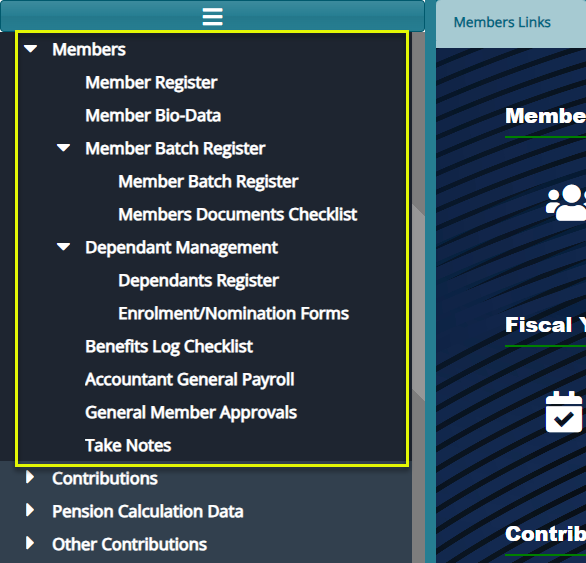 Members
Member Register
Member Bio-Data
Member Batch Register
Member Batch Register
Members Documents Checklist
Dependant Management
Dependants Register
Enrolment/Nomination Forms
Benefits Log Checklist
Accountant General Payroll
General Member Approvals
Take Notes
Contributions
Pension Calculation Data
Other Contributions
Members Links
Membe
Fiscal Y
Contrib